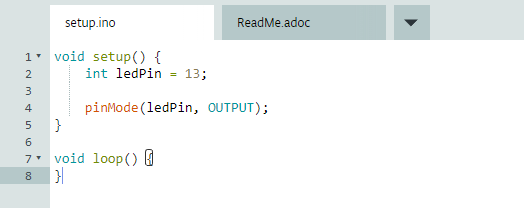 setup.ino ReadMe.adoc
1 void setup() {
2 int ledPin = 13;
3
4 pinMode(ledPin, OUTPUT);
5 }
6
7 void loop() {
8 }